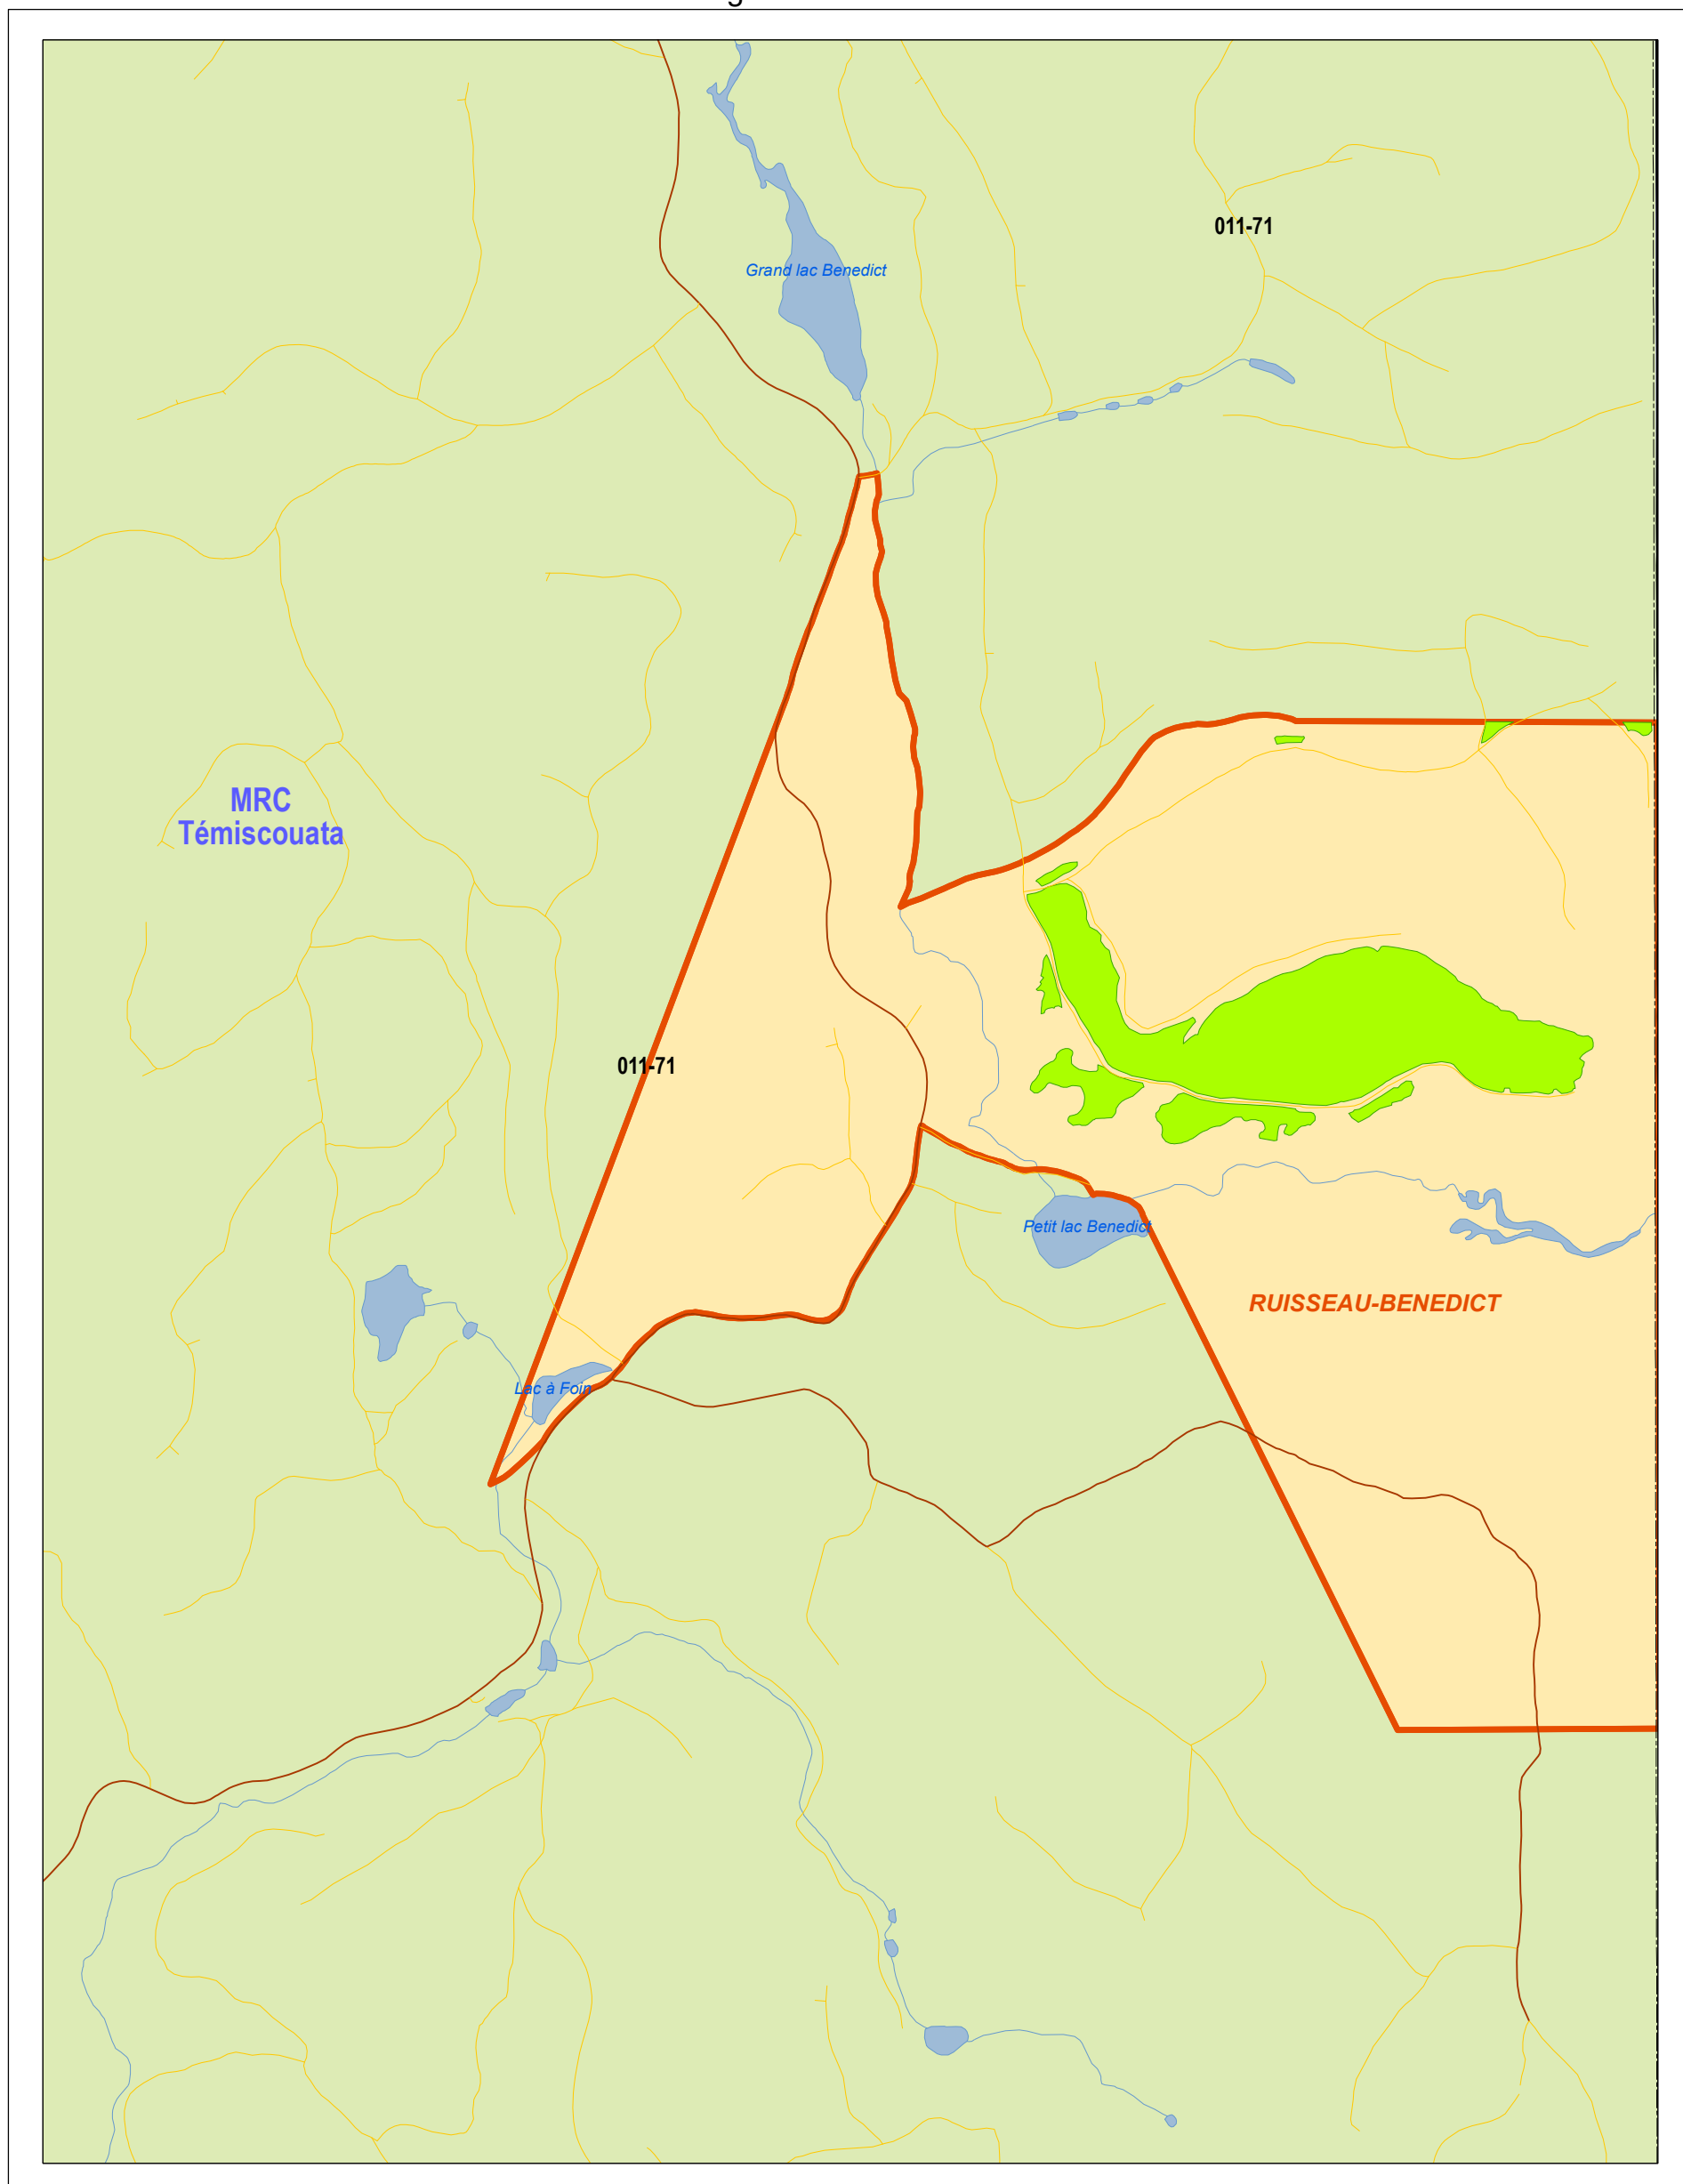 011-71
Grand lac Benedict
MRC
Témiscouata
011-71
Petit lac Benedict
RUISSEAU-BENEDICT
Lac à Foin